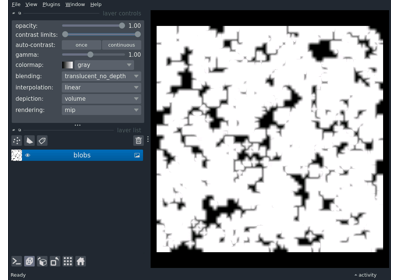 File View Plugins Window Help
layer controls
opacity: 1.00
contrast limits:
auto-contrast: once continuous
gamma: 1.00
colormap: gray
blending: translucent_no_depth
interpolation: linear
depiction: volume
rendering: mip
layer list
blobs
Ready activity